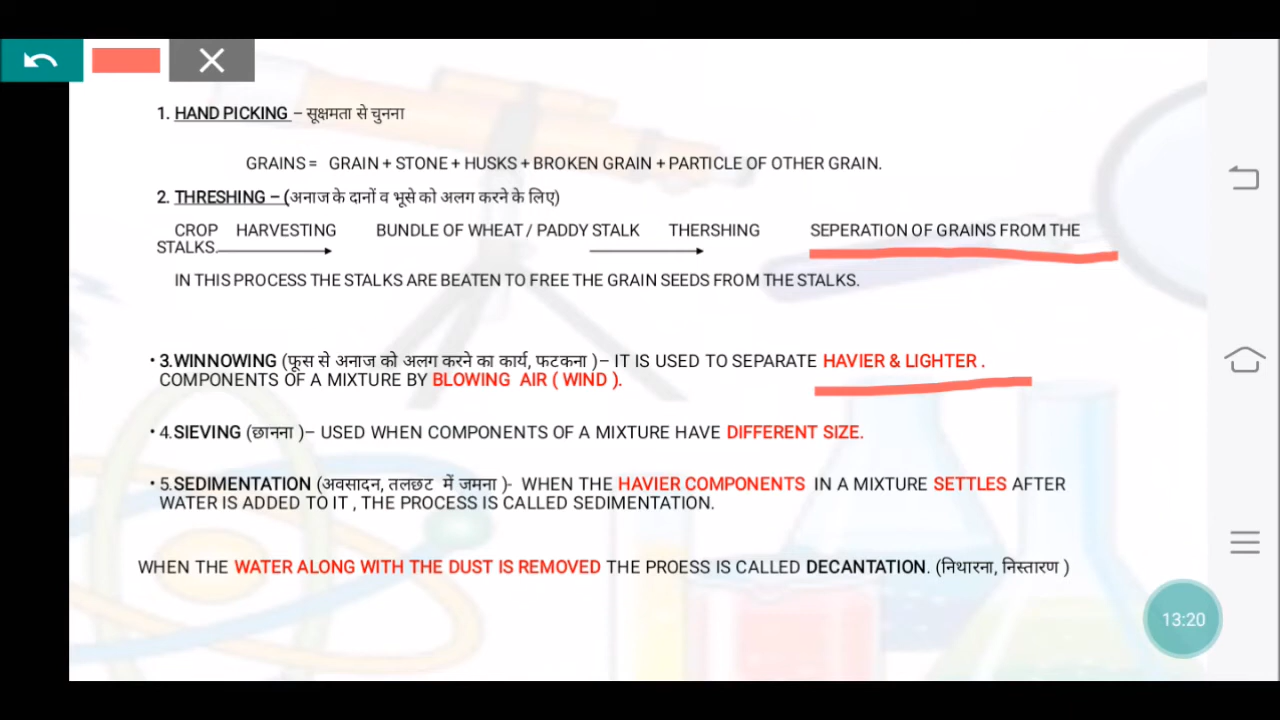 1. HAND PICKING – सूक्षमता से चुनना
GRAINS = GRAIN + STONE + HUSKS + BROKEN GRAIN + PARTICLE OF OTHER GRAIN.
2. THRESHING – (अनाज के दानों व भूसे को अलग करने के लिए)
CROP HARVESTING BUNDLE OF WHEAT / PADDY STALK THERSHING SEPERATION OF GRAINS FROM THE
STALKS.
IN THIS PROCESS THE STALKS ARE BEATEN TO FREE THE GRAIN SEEDS FROM THE STALKS.
• 3.WINNOWING (फूस से अनाज को अलग करने का कार्य, फटकना )– IT IS USED TO SEPARATE HAVIER & LIGHTER .
COMPONENTS OF A MIXTURE BY BLOWING AIR ( WIND ).
• 4.SIEVING (छानना )– USED WHEN COMPONENTS OF A MIXTURE HAVE DIFFERENT SIZE.
• 5.SEDIMENTATION (अवसादन, तलछट में जमना )- WHEN THE HAVIER COMPONENTS IN A MIXTURE SETTLES AFTER
WATER IS ADDED TO IT , THE PROCESS IS CALLED SEDIMENTATION.
WHEN THE WATER ALONG WITH THE DUST IS REMOVED THE PROESS IS CALLED DECANTATION. (निथारना, निस्तारण )
13:20